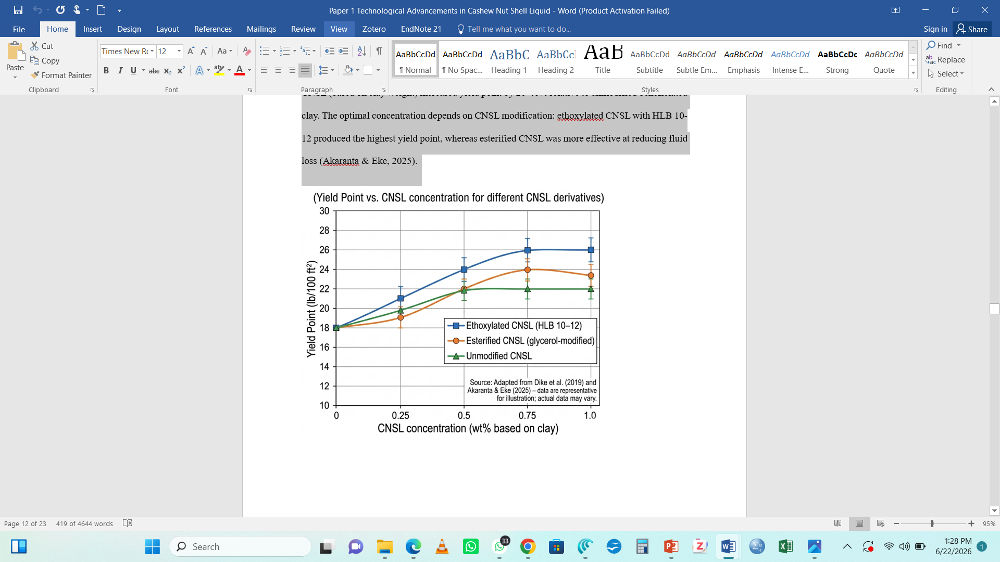 Paper 1 Technological Advancements in Cashew Nut Shell Liquid - Word (Product Activation Failed)
File Home Insert Design Layout References Mailings Review View Zotero EndNote 21 Tell me what you want to do... Sign in Share
Paste Cut
Copy
Format Painter
Clipboard
Times New Rc 12 Aa
B I U abc X2 X2 A ab A
Font
Paragraph
AaBbCcDd AaBbCcDd AaBbC AaBbCc AaB AaBbCcDd AaBbCcDd AaBbCcDd AaBbCcDd AaBbCcDc AaBbCcDd
¶ Normal ¶ No Spac... Heading 1 Heading 2 Title Subtitle Subtle Em... Emphasis Intense E... Strong Quote
Styles
Find
Replace
Select
Editing
clay. The optimal concentration depends on CNSL modification: ethoxylated CNSL with HLB 10-
12 produced the highest yield point, whereas esterified CNSL was more effective at reducing fluid
loss (Akaranta & Eke, 2025).
(Yield Point vs. CNSL concentration for different CNSL derivatives)
30
28
26
24
22
20
18
16
14
12
10
Yield Point (lb/100 ft²)
Ethoxylated CNSL (HLB 10–12)
Esterified CNSL (glycerol-modified)
Unmodified CNSL
Source: Adapted from Dike et al. (2019) and
Akaranta & Eke (2025) – data are representative
for illustration; actual data may vary.
0 0.25 0.5 0.75 1.0
CNSL concentration (wt% based on clay)
Page 12 of 23 419 of 4644 words 95%
Search 33 1:28 PM
6/22/2026 1